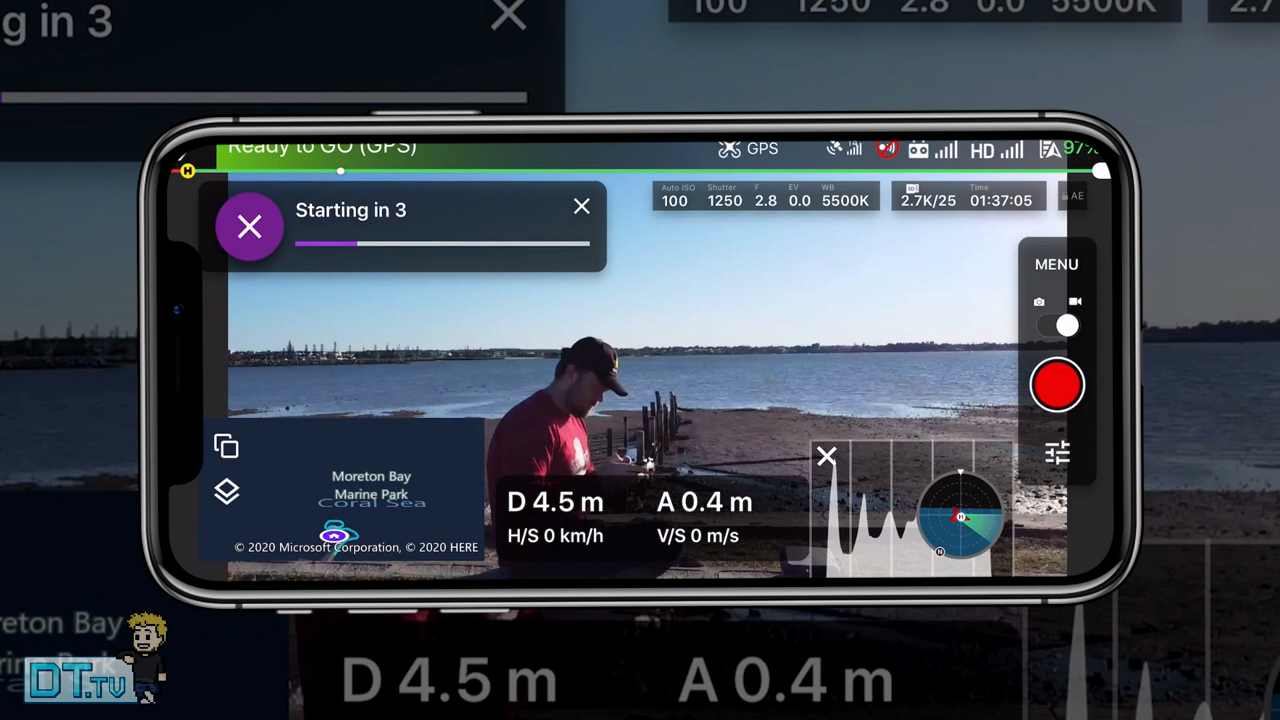 g in 3
100 1250 2.8 0.0 5500K
2.7
Ready to GO (GPS)
GPS
HD
97%
Starting in 3
Auto ISO Shutter F EV WB
100 1250 2.8 0.0 5500K
SD Time
2.7K/25 01:37:05
AE
MENU
Moreton Bay
Marine Park
Coral Sea
© 2020 Microsoft Corporation, © 2020 HERE
D 4.5 m A 0.4 m
H/S 0 km/h V/S 0 m/s
H
H
N
reton Bay
D 4.5 m A 0.4 m
DT.TV